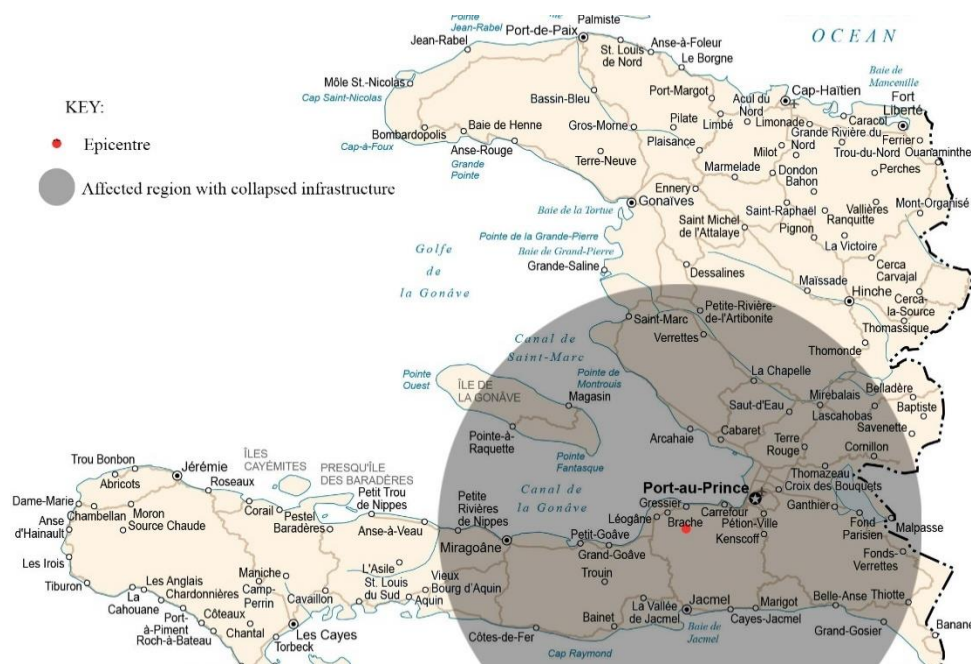 Pointe
Jean-Rabel
Palmiste
Port-de-Paix
Jean-Rabel
St. Louis
de Nord
Anse-à-Foleur
Le Borgne
OCEAN
Baie de
Mancenille
Môle St.-Nicolas
Cap Saint-Nicolas
Bassin-Bleu
Port-Margot
Acul du
Nord
Cap-Haïtien
Fort
Liberté
KEY:
Epicentre
Affected region with collapsed infrastructure
Bombardopolis
Cap-à-Foux
Baie de Henne
Anse-Rouge
Grande
Pointe
Gros-Morne
Pilate
Plaisance
Limbé
Limonade
Caracol
Grande Rivière du
Nord
Ferrier
Ouanaminthe
Milot
Trou-du-Nord
Terre-Neuve
Marmelade
Dondon
Bahon
Perches
Ennery
Gonaïves
Baie de la Tortue
Saint-Raphaël
Vallières
Mont-Organisé
Ranquitte
Saint Michel
de l'Attalaye
Pignon
La Victoire
Pointe de la Grande-Pierre
Baie de Grand-Pierre
Golfe
de
la Gonâve
Grande-Saline
Dessalines
Maïssade
Cerca
Carvajal
Hinche
Cerca-
la-Source
Thomassique
Saint-Marc
Petite-Rivière-
de-l'Artibonite
Verrettes
Thomonde
Canal de
Saint-Marc
Pointe
Ouest
ÎLE DE
LA GONÂVE
Pointe de
Montrouis
Magasin
La Chapelle
Belladère
Saut-d'Eau
Mirebalais
Lascahobas
Baptiste
Savenette
Pointe-à-
Raquette
Arcahaie
Cabaret
Terre
Rouge
Cornillon
Pointe
Fantasque
Thomazeau
Trou Bonbon
Abricots
Jérémie
ÎLES
CAYÉMITES
PRESQU'ÎLE
DES BARADÈRES
Roseaux
Corail
Pestel
Baradères
Petit Trou
de Nippes
Anse-à-Veau
Petite
Rivières
de Nippes
Canal de
la Gonâve
Port-au-Prince
Croix des Bouquets
Gressier
Léogâne
Brache
Carrefour
Pétion-Ville
Kenscoff
Ganthier
Fond
Parisien
Malpasse
Dame-Marie
Chambellan
Moron
Source Chaude
Anse
d'Hainault
Miragoâne
Petit-Goâve
Grand-Goâve
Fonds-
Verrettes
Les Irois
Tiburon
L'Asile
Trouin
Les Anglais
Chardonnières
Maniche
Camp-
Perrin
Cavaillon
St. Louis
du Sud
Vieux
Bourg d'Aquin
Aquin
La
Cahouane
Port-
à-Piment
Roch-à-Bateau
Côteaux
Chantal
Torbeck
Les Cayes
Côtes-de-Fer
Bainet
Cap Raymond
La Vallée
de Jacmel
Jacmel
Baie de
Jacmel
Cayes-Jacmel
Marigot
Belle-Anse
Thiotte
Grand-Gosier
Banane